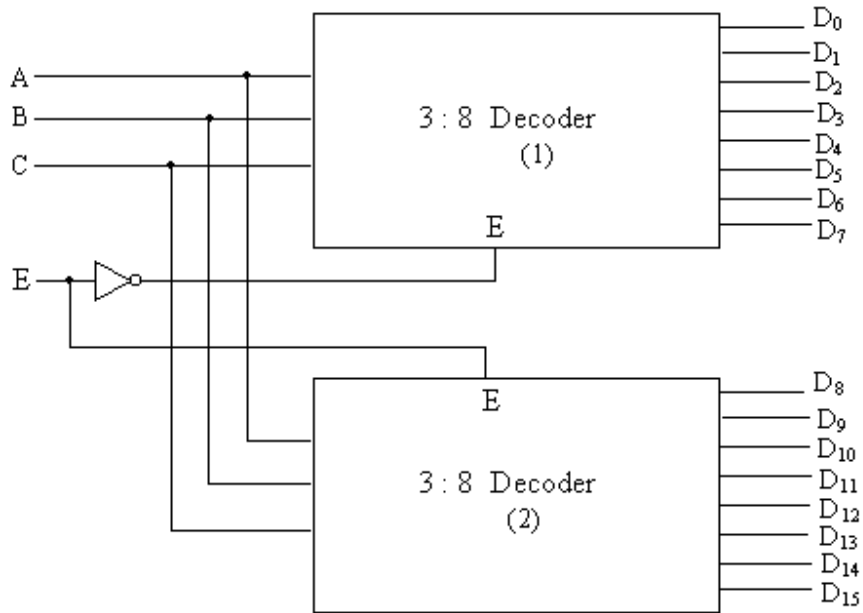 D₀
D₁
D₂
D₃
D₄
D₅
D₆
D₇
A
B
C
3 : 8 Decoder
(1)
E
E
E
3 : 8 Decoder
(2)
D₈
D₉
D₁₀
D₁₁
D₁₂
D₁₃
D₁₄
D₁₅